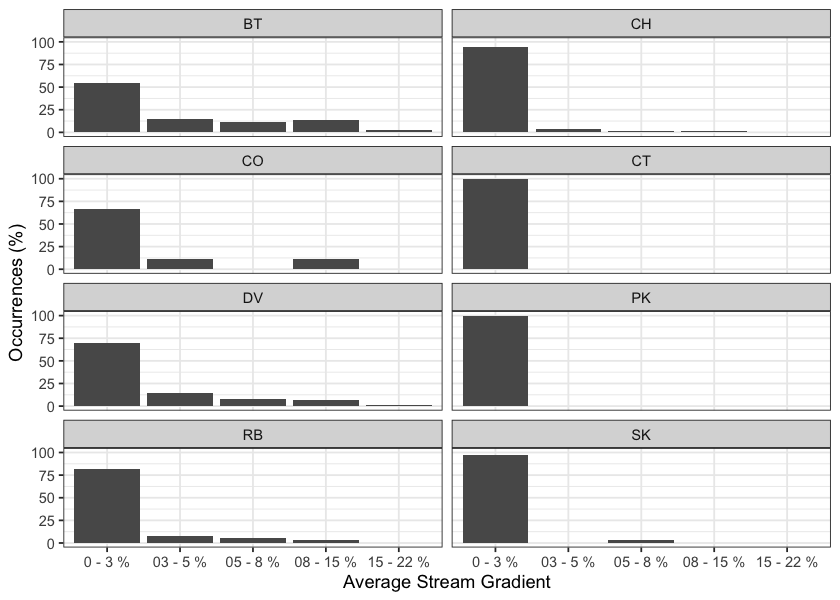 BT
CH
100
75
50
25
0
CO
CT
100
75
50
25
0
DV
PK
100
75
50
25
0
RB
SK
100
75
50
25
0
0 - 3 % 03 - 5 % 05 - 8 % 08 - 15 % 15 - 22 % 0 - 3 % 03 - 5 % 05 - 8 % 08 - 15 % 15 - 22 %
Average Stream Gradient
Occurrences (%)